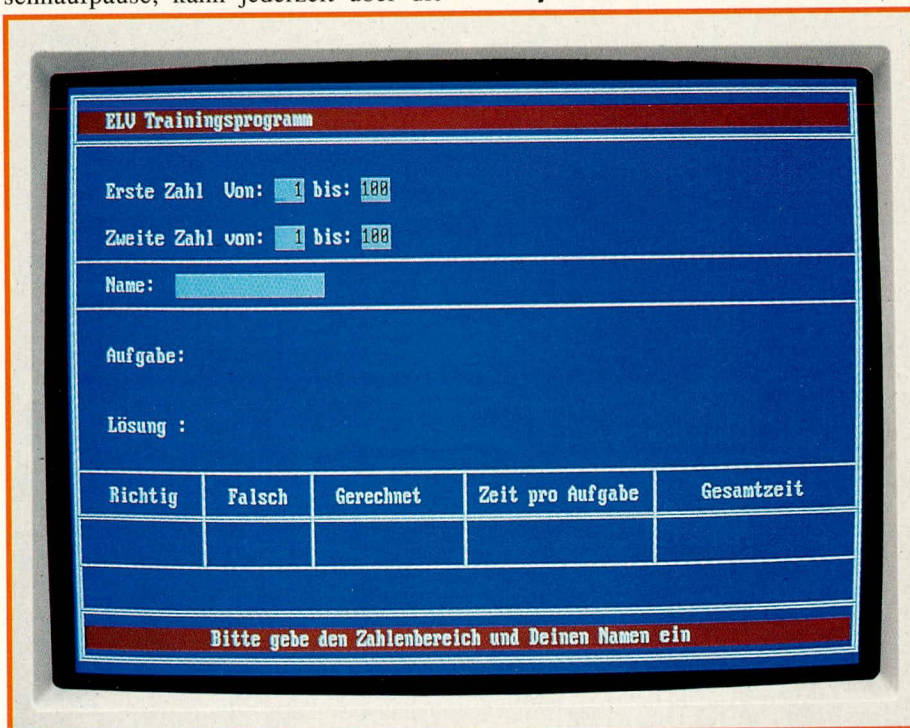 schnaufpause, kann jederzeit über die
ELV Trainingsprogramm
Erste Zahl Von: 1 bis: 100
Zweite Zahl von: 1 bis: 100
Name:
Aufgabe:
Lösung :
Richtig Falsch Gerechnet Zeit pro Aufgabe Gesamtzeit
Bitte gebe den Zahlenbereich und Deinen Namen ein